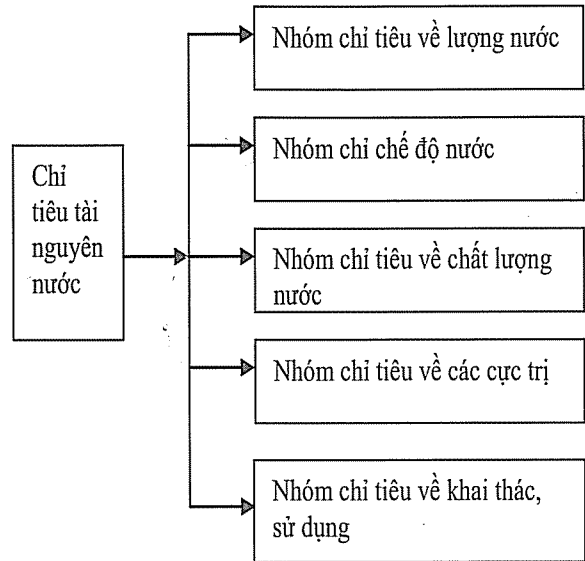 Chỉ
tiêu tài
nguyên
nước
Nhóm chỉ tiêu về lượng nước
Nhóm chỉ chế độ nước
Nhóm chỉ tiêu về chất lượng
nước
Nhóm chỉ tiêu về các cực trị
Nhóm chỉ tiêu về khai thác,
sử dụng